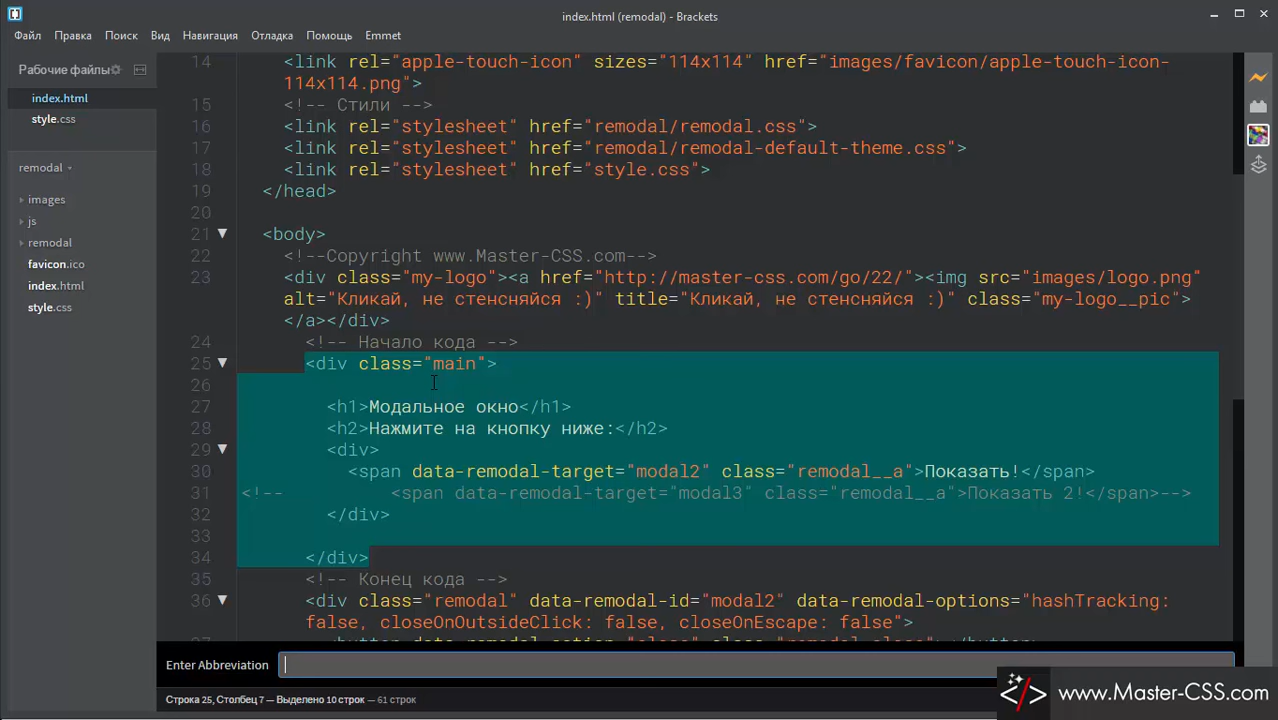 index.html (remodal) - Brackets
Файл Правка Поиск Вид Навигация Отладка Помощь Emmet
Рабочие файлы
index.html
style.css
remodal
images
js
remodal
favicon.ico
index.html
style.css
14 <link rel="apple-touch-icon" sizes="114x114" href="images/favicon/apple-touch-icon-
114x114.png">
15 <!-- Стили -->
16 <link rel="stylesheet" href="remodal/remodal.css">
17 <link rel="stylesheet" href="remodal/remodal-default-theme.css">
18 <link rel="stylesheet" href="style.css">
19 </head>
20
21 <body>
22 <!--Copyright www.Master-CSS.com-->
23 <div class="my-logo"><a href="http://master-css.com/go/22/"><img src="images/logo.png"
alt="Кликай, не стенсняйся :)" title="Кликай, не стенсняйся :)" class="my-logo__pic">
</a></div>
24 <!-- Начало кода -->
25 <div class="main">
26
27 <h1>Модальное окно</h1>
28 <h2>Нажмите на кнопку ниже:</h2>
29 <div>
30 <span data-remodal-target="modal2" class="remodal__a">Показать!</span>
31 <!-- <span data-remodal-target="modal3" class="remodal__a">Показать 2!</span>-->
32 </div>
33
34 </div>
35 <!-- Конец кода -->
36 <div class="remodal" data-remodal-id="modal2" data-remodal-options="hashTracking:
false, closeOnOutsideClick: false, closeOnEscape: false">
Enter Abbreviation
Строка 25, Столбец 7 — Выделено 10 строк — 61 строк
</> www.Master-CSS.com